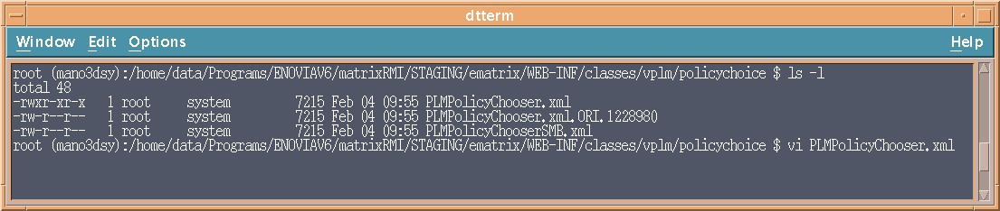 dtterm
Window Edit Options Help
root (mano3dsy):/home/data/Programs/ENOVIAV6/matrixRMI/STAGING/ematrix/WEB-INF/classes/vplm/policychoice $ ls -l
total 48
-rwxr-xr-x 1 root system 7215 Feb 04 09:55 PLMPolicyChooser.xml
-rw-r--r-- 1 root system 7215 Feb 04 09:55 PLMPolicyChooser.xml.ORI.1228980
-rw-r--r-- 1 root system 7215 Feb 04 09:55 PLMPolicyChooserSMB.xml
root (mano3dsy):/home/data/Programs/ENOVIAV6/matrixRMI/STAGING/ematrix/WEB-INF/classes/vplm/policychoice $ vi PLMPolicyChooser.xml